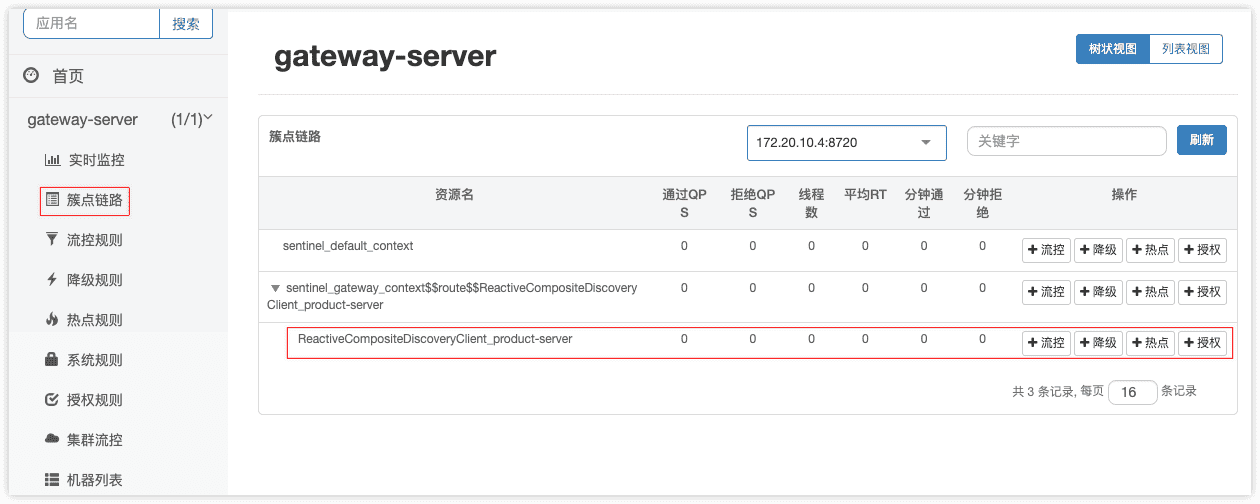 应用名 搜索
首页
gateway-server (1/1)
实时监控
簇点链路
流控规则
降级规则
热点规则
系统规则
授权规则
集群流控
机器列表
gateway-server
树状视图 列表视图
簇点链路 172.20.10.4:8720 关键字 刷新
资源名 通过QP 拒绝QP 线程 平均RT 分钟通 分钟拒 操作
S S 数 过 绝
sentinel_default_context 0 0 0 0 0 0 流控 降级 热点 授权
sentinel_gateway_context$$route$$ReactiveCompositeDiscovery 0 0 0 0 0 0 流控 降级 热点 授权
Client_product-server
ReactiveCompositeDiscoveryClient_product-server 0 0 0 0 0 0 流控 降级 热点 授权
共 3 条记录, 每页 16 条记录